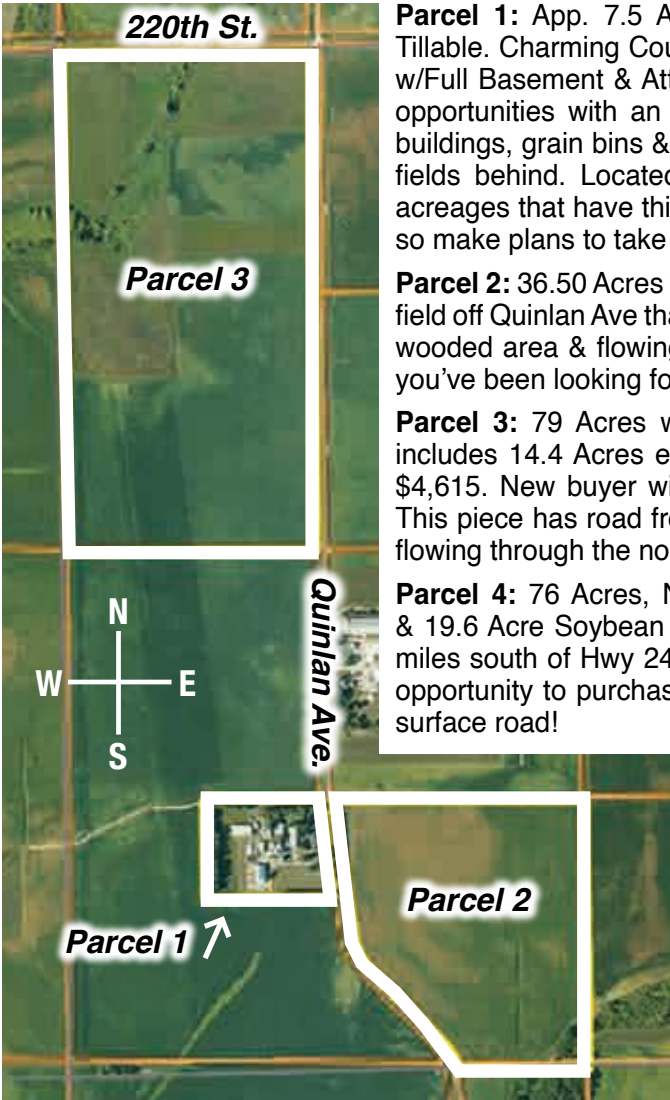 220th St.
Parcel 3
N
W
E
S
Quinlan Ave.
Parcel 1
Parcel 2
Parcel 1: App. 7.5 A
Tillable. Charming Cou
w/Full Basement & Att
opportunities with an
buildings, grain bins &
fields behind. Located
acreages that have thi
so make plans to take
Parcel 2: 36.50 Acres
field off Quinlan Ave tha
wooded area & flowing
you've been looking fo
Parcel 3: 79 Acres w
includes 14.4 Acres e
$4,615. New buyer wi
This piece has road fro
flowing through the no
Parcel 4: 76 Acres, N
& 19.6 Acre Soybean
miles south of Hwy 24
opportunity to purchas
surface road!